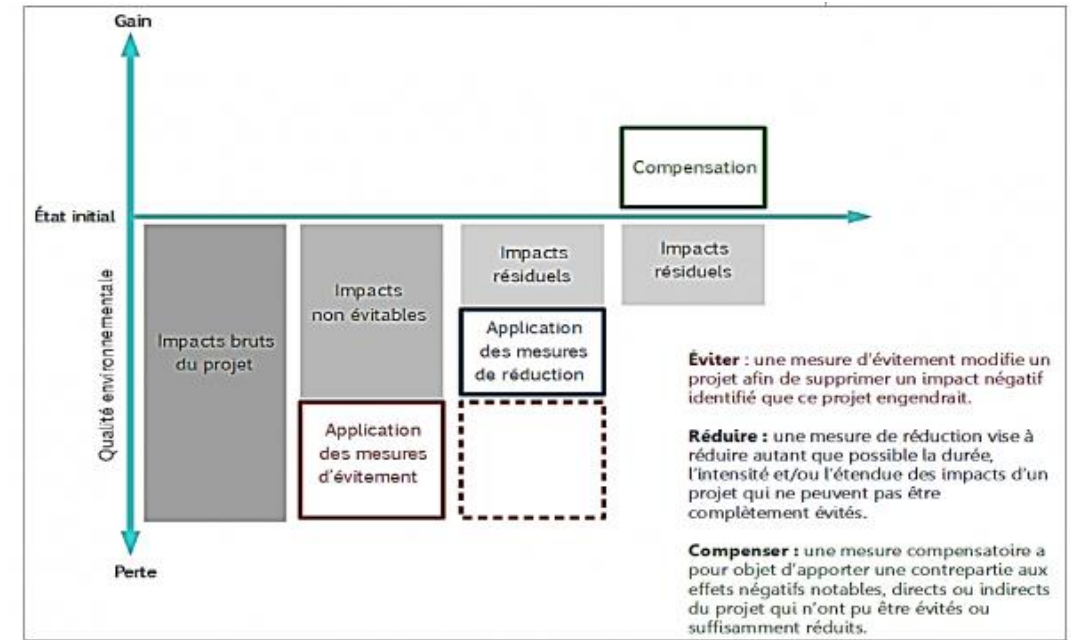 Gain
Compensation
État initial
Impacts
résiduels
Impacts
résiduels
Impacts
non évitables
Impacts bruts
du projet
Application
des mesures
de réduction
Application
des mesures
d'évitement
Qualité environnementale
Perte
Éviter : une mesure d'évitement modifie un
projet afin de supprimer un impact négatif
identifié que ce projet engendrait.
Réduire : une mesure de réduction vise à
réduire autant que possible la durée,
l'intensité et/ou l'étendue des impacts d'un
projet qui ne peuvent pas être
complètement évités.
Compenser : une mesure compensatoire a
pour objet d'apporter une contrepartie aux
effets négatifs notables, directs ou indirects
du projet qui n'ont pu être évités ou
suffisamment réduits.